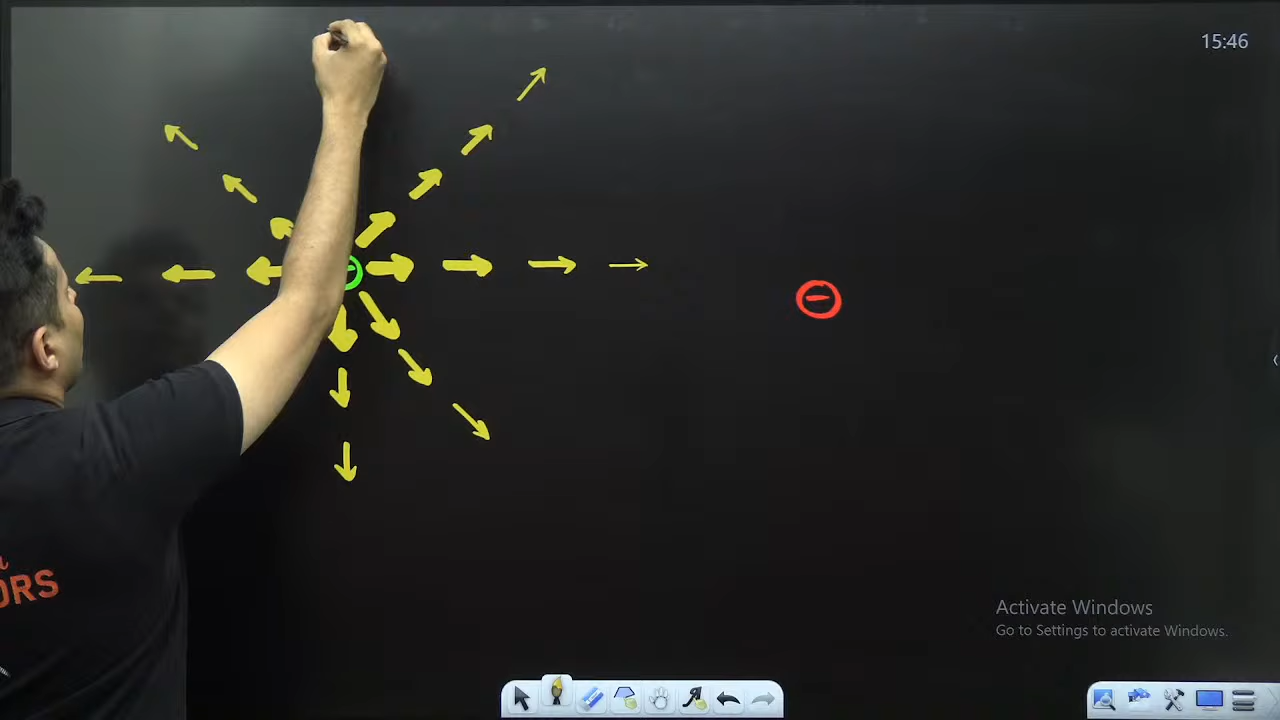 15:46
−
ORS
Activate Windows
Go to Settings to activate Windows.